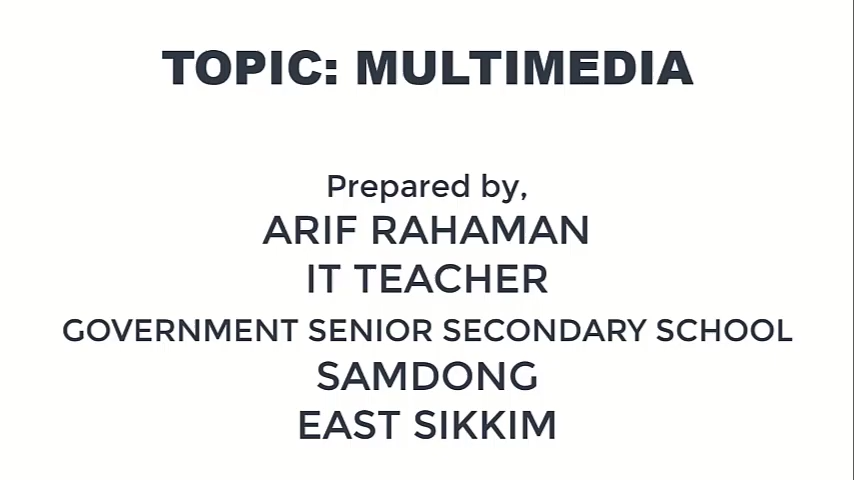 TOPIC: MULTIMEDIA
Prepared by,
ARIF RAHAMAN
IT TEACHER
GOVERNMENT SENIOR SECONDARY SCHOOL
SAMDONG
EAST SIKKIM